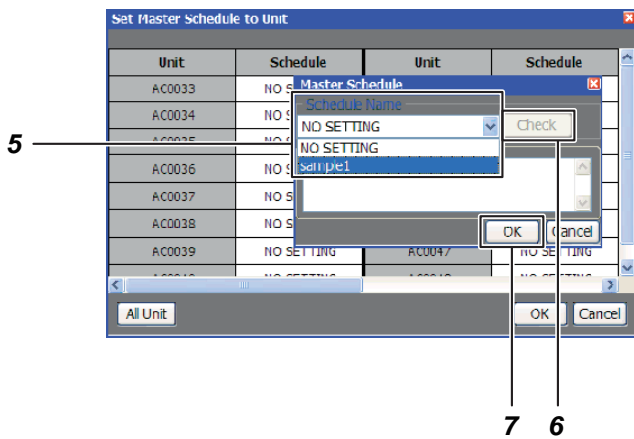 Set Master Schedule to Unit
Unit Schedule Unit Schedule
AC0033 NO S
Master Schedule
Schedule Name
AC0034 NO S
NO SETTING
Check
5
NO SETTING
sample1
AC0036 NO S
AC0037 NO S
AC0038 NO S
OK Cancel
AC0039 NO SETTING AC0047 NO SETTING
All Unit OK Cancel
7 6